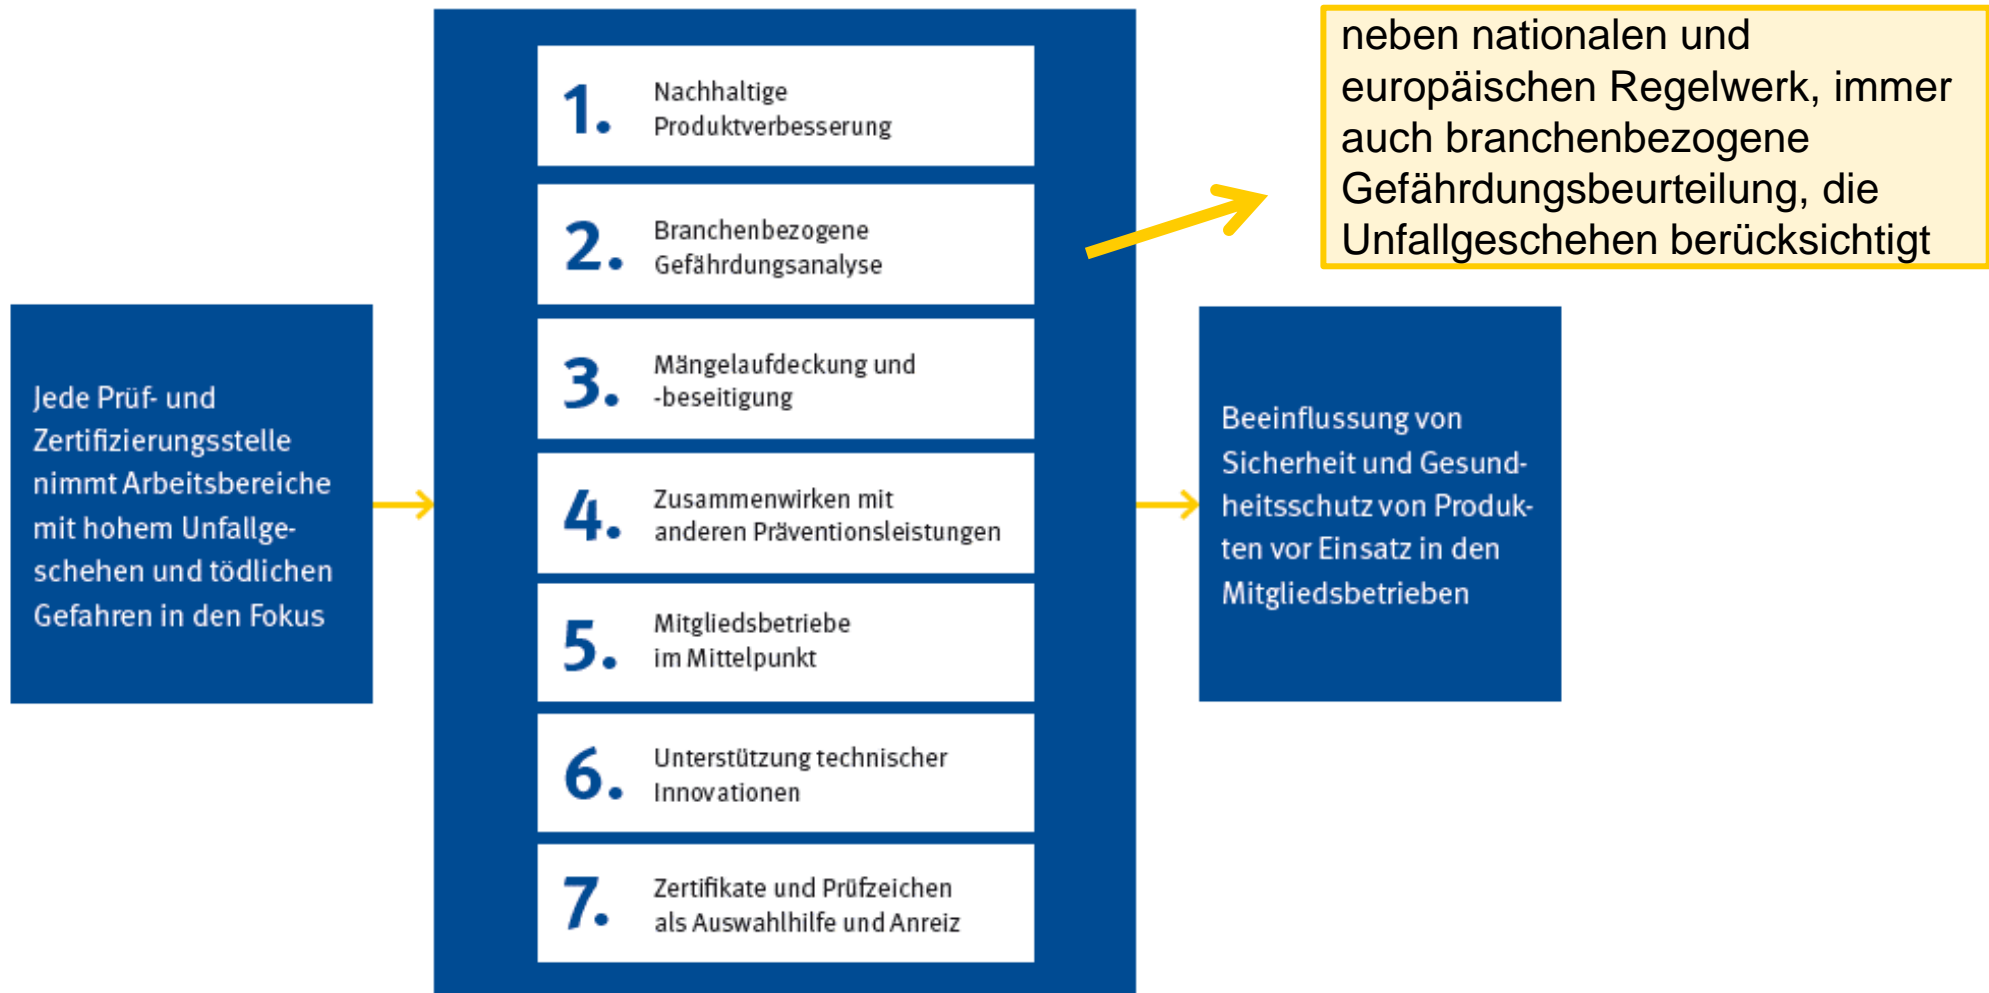 Jede Prüf- und
Zertifizierungsstelle
nimmt Arbeitsbereiche
mit hohem Unfallge-
schehen und tödlichen
Gefahren in den Fokus
1. Nachhaltige
Produktverbesserung
2. Branchenbezogene
Gefährdungsanalyse
3. Mängelaufdeckung und
-beseitigung
4. Zusammenwirken mit
anderen Präventionsleistungen
5. Mitgliedsbetriebe
im Mittelpunkt
6. Unterstützung technischer
Innovationen
7. Zertifikate und Prüfzeichen
als Auswahlhilfe und Anreiz
neben nationalen und
europäischen Regelwerk, immer
auch branchenbezogene
Gefährdungsbeurteilung, die
Unfallgeschehen berücksichtigt
Beeinflussung von
Sicherheit und Gesund-
heitsschutz von Produk-
ten vor Einsatz in den
Mitgliedsbetrieben